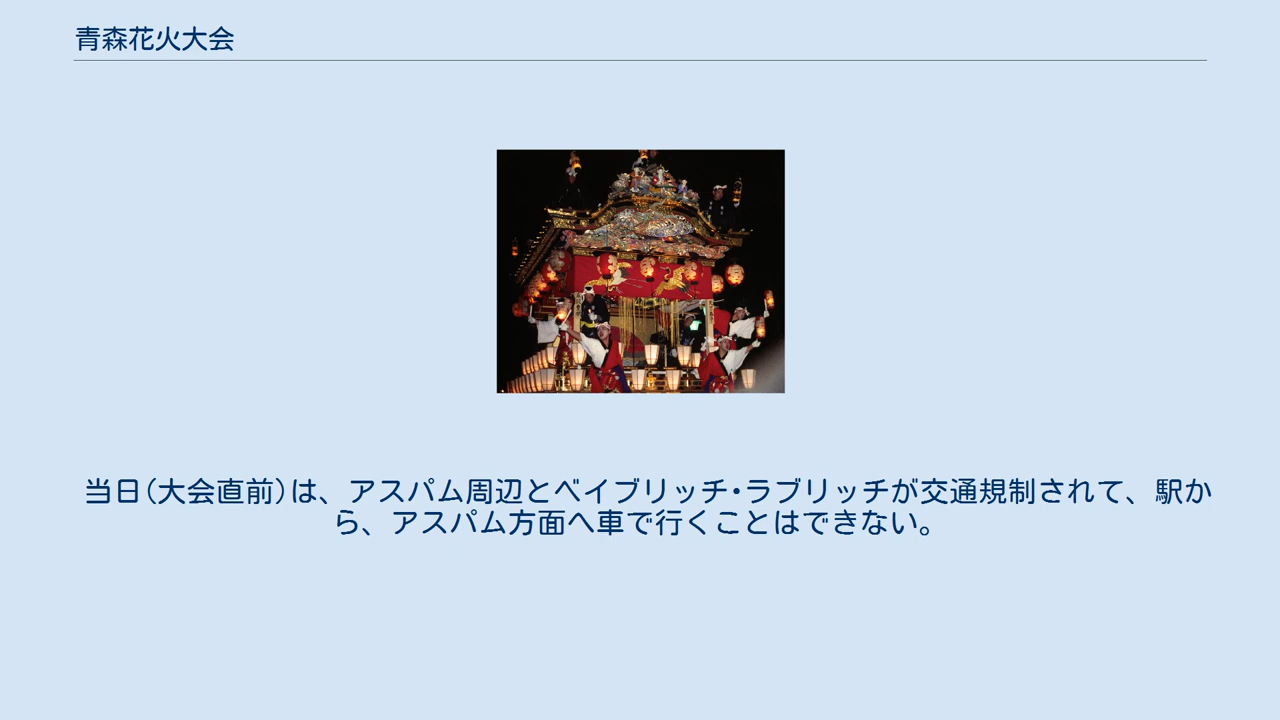 青森花火大会
当日(大会直前)は、アスパム周辺とベイブリッチ•ラブリッチが交通規制されて、駅か
ら、アスパム方面へ車で行くことはできない。